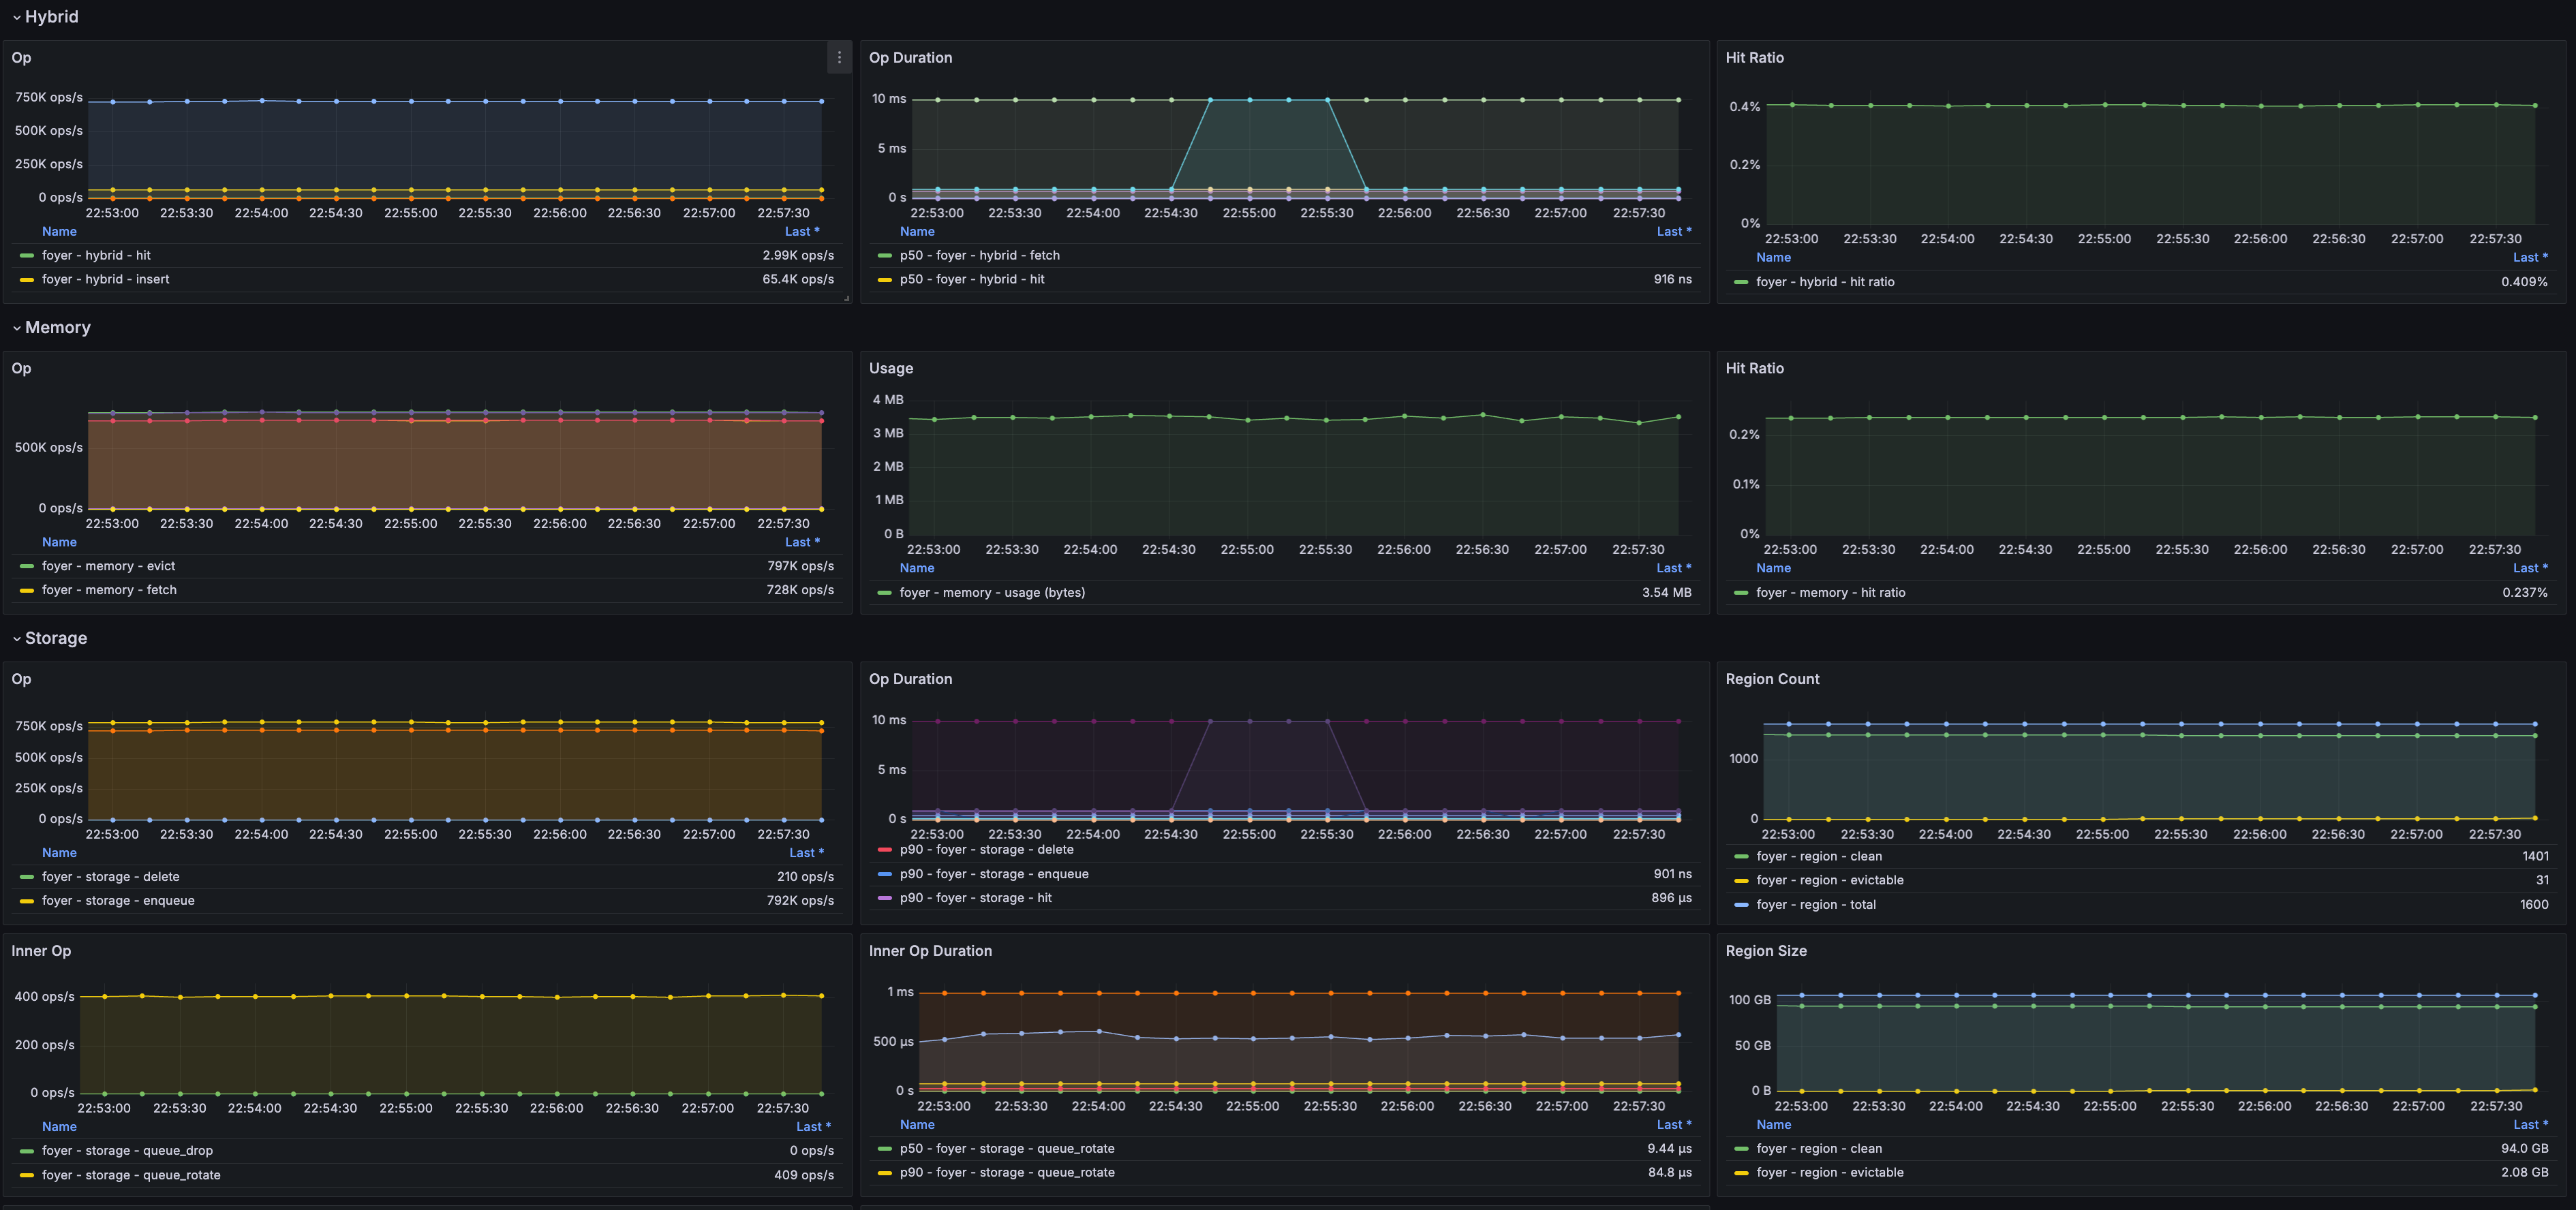 Hybrid
Op
750K ops/s
500K ops/s
250K ops/s
0 ops/s
22:53:00 22:53:30 22:54:00 22:54:30 22:55:00 22:55:30 22:56:00 22:56:30 22:57:00 22:57:30
Name Last *
foyer - hybrid - hit 2.99K ops/s
foyer - hybrid - insert 65.4K ops/s
Op Duration
10 ms
5 ms
0 s
22:53:00 22:53:30 22:54:00 22:54:30 22:55:00 22:55:30 22:56:00 22:56:30 22:57:00 22:57:30
Name Last *
p50 - foyer - hybrid - fetch
p50 - foyer - hybrid - hit 916 ns
Hit Ratio
0.4%
0.2%
0%
22:53:00 22:53:30 22:54:00 22:54:30 22:55:00 22:55:30 22:56:00 22:56:30 22:57:00 22:57:30
Name Last *
foyer - hybrid - hit ratio 0.409%
Memory
Op
500K ops/s
0 ops/s
22:53:00 22:53:30 22:54:00 22:54:30 22:55:00 22:55:30 22:56:00 22:56:30 22:57:00 22:57:30
Name Last *
foyer - memory - evict 797K ops/s
foyer - memory - fetch 728K ops/s
Usage
4 MB
3 MB
2 MB
1 MB
0 B
22:53:00 22:53:30 22:54:00 22:54:30 22:55:00 22:55:30 22:56:00 22:56:30 22:57:00 22:57:30
Name Last *
foyer - memory - usage (bytes) 3.54 MB
Hit Ratio
0.2%
0.1%
0%
22:53:00 22:53:30 22:54:00 22:54:30 22:55:00 22:55:30 22:56:00 22:56:30 22:57:00 22:57:30
Name Last *
foyer - memory - hit ratio 0.237%
Storage
Op
750K ops/s
500K ops/s
250K ops/s
0 ops/s
22:53:00 22:53:30 22:54:00 22:54:30 22:55:00 22:55:30 22:56:00 22:56:30 22:57:00 22:57:30
Name Last *
foyer - storage - delete 210 ops/s
foyer - storage - enqueue 792K ops/s
Op Duration
10 ms
5 ms
0 s
22:53:00 22:53:30 22:54:00 22:54:30 22:55:00 22:55:30 22:56:00 22:56:30 22:57:00 22:57:30
p90 - foyer - storage - delete
p90 - foyer - storage - enqueue 901 ns
p90 - foyer - storage - hit 896 µs
Region Count
1000
0
22:53:00 22:53:30 22:54:00 22:54:30 22:55:00 22:55:30 22:56:00 22:56:30 22:57:00 22:57:30
foyer - region - clean 1401
foyer - region - evictable 31
foyer - region - total 1600
Inner Op
400 ops/s
200 ops/s
0 ops/s
22:53:00 22:53:30 22:54:00 22:54:30 22:55:00 22:55:30 22:56:00 22:56:30 22:57:00 22:57:30
Name Last *
foyer - storage - queue_drop 0 ops/s
foyer - storage - queue_rotate 409 ops/s
Inner Op Duration
1 ms
500 µs
0 s
22:53:00 22:53:30 22:54:00 22:54:30 22:55:00 22:55:30 22:56:00 22:56:30 22:57:00 22:57:30
Name Last *
p50 - foyer - storage - queue_rotate 9.44 µs
p90 - foyer - storage - queue_rotate 84.8 µs
Region Size
100 GB
50 GB
0 B
22:53:00 22:53:30 22:54:00 22:54:30 22:55:00 22:55:30 22:56:00 22:56:30 22:57:00 22:57:30
Name Last *
foyer - region - clean 94.0 GB
foyer - region - evictable 2.08 GB